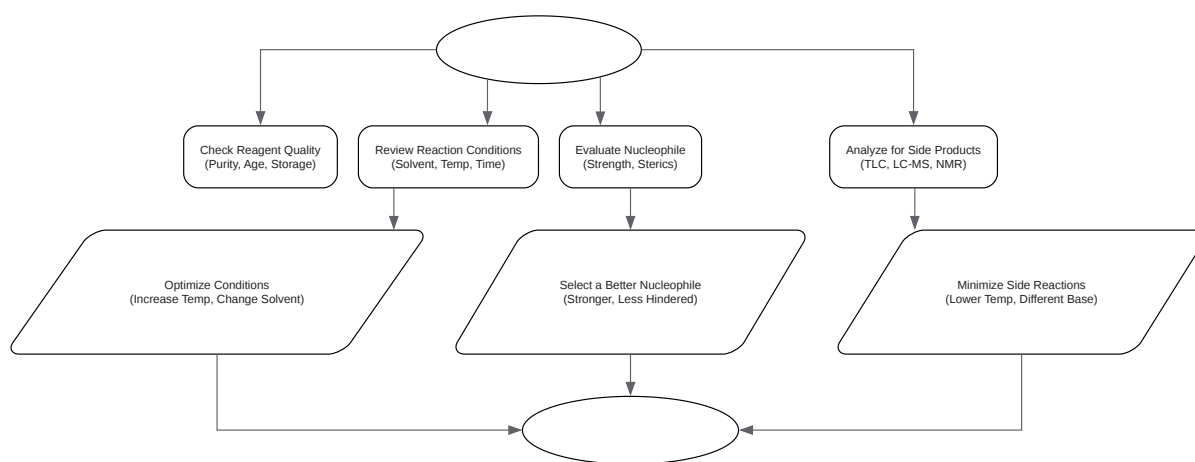 Check Reagent Quality
(Purity, Age, Storage)
Review Reaction Conditions
(Solvent, Temp, Time)
Evaluate Nucleophile
(Strength, Sterics)
Analyze for Side Products
(TLC, LC-MS, NMR)
Optimize Conditions
(Increase Temp, Change Solvent)
Select a Better Nucleophile
(Stronger, Less Hindered)
Minimize Side Reactions
(Lower Temp, Different Base)